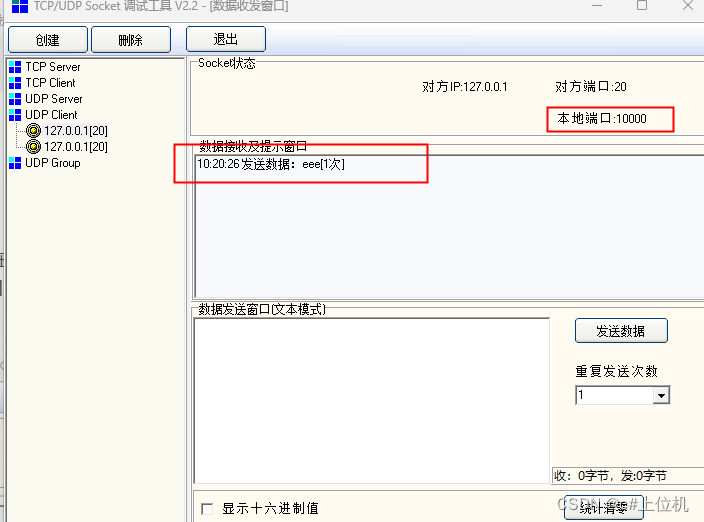 TCP/UDP Socket 调试工具 V2.2 - [数据收发窗口]
创建 删除 退出
TCP Server
TCP Client
UDP Server
UDP Client
127.0.0.1[20]
127.0.0.1[20]
UDP Group
Socket状态
对方IP:127.0.0.1 对方端口:20
本地端口:10000
数据接收及提示窗口
10:20:26 发送数据：eee[1次]
数据发送窗口(文本模式)
发送数据
重复发送次数
1
收：0字节，发:0字节
显示十六进制值
统计清零